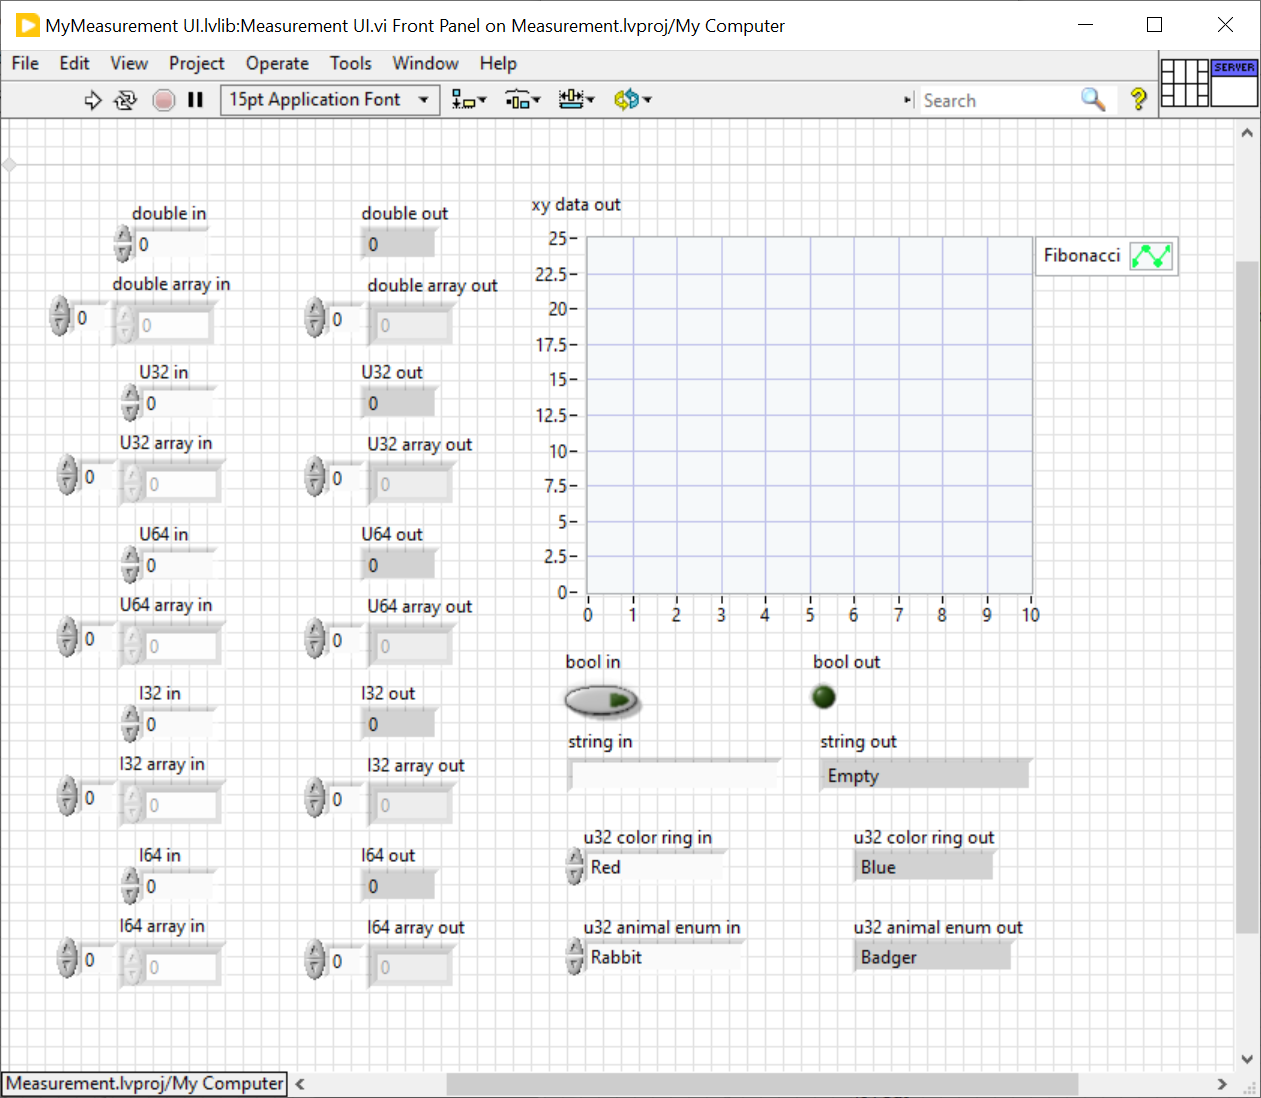 MyMeasurement UI.lvlib:Measurement UI.vi Front Panel on Measurement.lvproj/My Computer
File Edit View Project Operate Tools Window Help
15pt Application Font
Search
?
SERVER
double in
0
double out
0
double array in
0
0
double array out
0
0
U32 in
0
U32 out
0
U32 array in
0
0
U32 array out
0
0
U64 in
0
U64 out
0
U64 array in
0
0
U64 array out
0
0
I32 in
0
I32 out
0
I32 array in
0
0
I32 array out
0
0
I64 in
0
I64 out
0
I64 array in
0
0
I64 array out
0
0
xy data out
Fibonacci
25
22.5
20
17.5
15
12.5
10
7.5
5
2.5
0
0 1 2 3 4 5 6 7 8 9 10
bool in
bool out
string in
string out
Empty
u32 color ring in
Red
u32 color ring out
Blue
u32 animal enum in
Rabbit
u32 animal enum out
Badger
Measurement.lvproj/My Computer